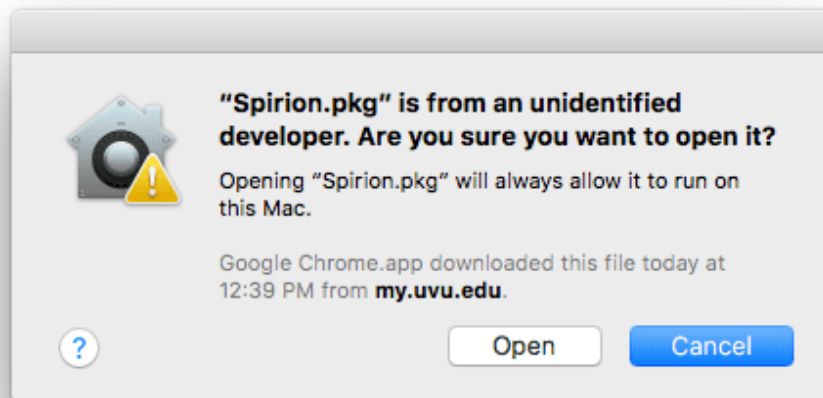 “Spirion.pkg” is from an unidentified
developer. Are you sure you want to open it?
Opening “Spirion.pkg” will always allow it to run on
this Mac.
Google Chrome.app downloaded this file today at
12:39 PM from my.uvu.edu.
?
Open
Cancel